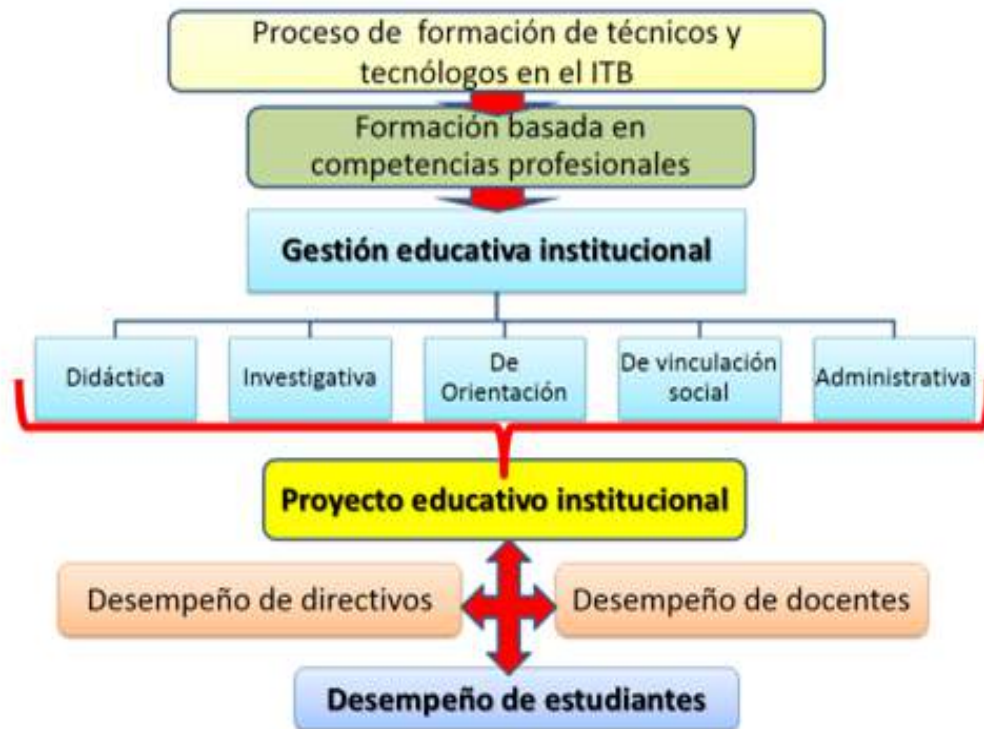 Proceso de formación de técnicos y
tecnólogos en el ITB
Formación basada en
competencias profesionales
Gestión educativa institucional
Didáctica
Investigativa
De
Orientación
De vinculación
social
Administrativa
Proyecto educativo institucional
Desempeño de directivos
Desempeño de docentes
Desempeño de estudiantes